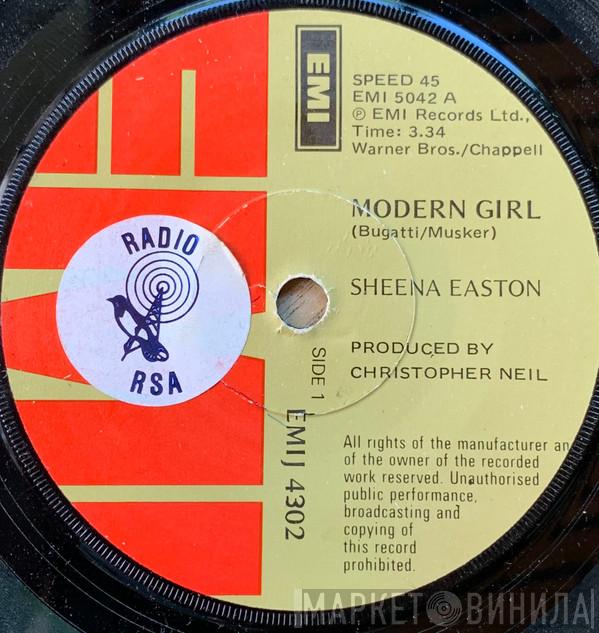 EMI
SPEED 45
EMI 5042 A
Ⓟ EMI Records Ltd.,
Time: 3.34
Warner Bros./Chappell
MODERN GIRL
(Bugatti/Musker)
SHEENA EASTON
PRODUCED BY
CHRISTOPHER NEIL
RADIO
RSA
SIDE 1
EMIJ 4302
All rights of the manufacturer an
of the owner of the recorded
work reserved. Unauthorised
public performance,
broadcasting and
copying of
this record
prohibited.
МАРКЕТ ВИНИЛА